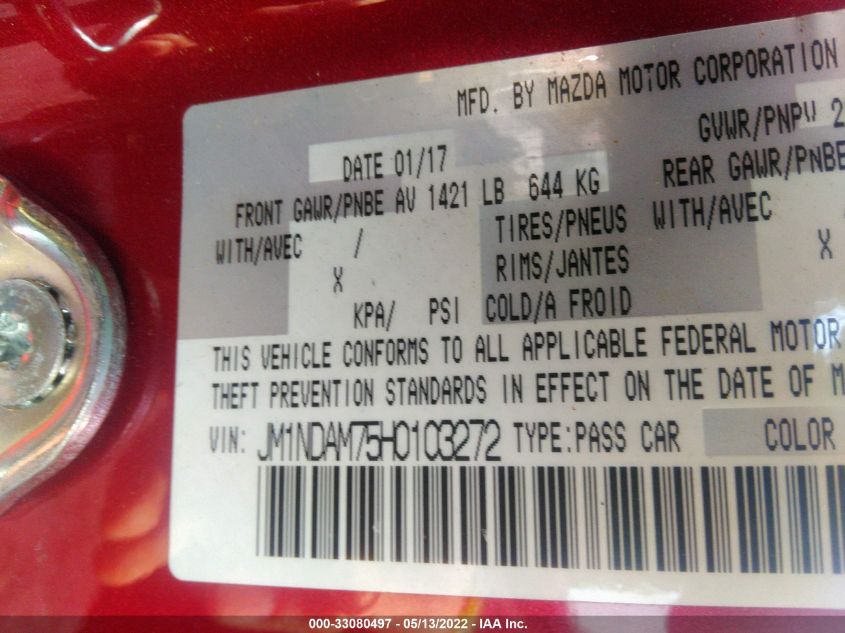 MFD. BY MAZDA MOTOR CORPORATION
DATE 01/17 GVWR/PNPV 2
FRONT GAWR/PNBE AV 1421 LB 644 KG REAR GAWR/PNBE
WITH/AVEC / TIRES/PNEUS WITH/AVEC
X RIMS/JANTES X
KPA/ PSI COLD/A FROID
THIS VEHICLE CONFORMS TO ALL APPLICABLE FEDERAL MOTOR
THEFT PREVENTION STANDARDS IN EFFECT ON THE DATE OF M
VIN: JM1NDAM75H0103272 TYPE:PASS CAR COLOR
000-33080497 - 05/13/2022 - IAA Inc.